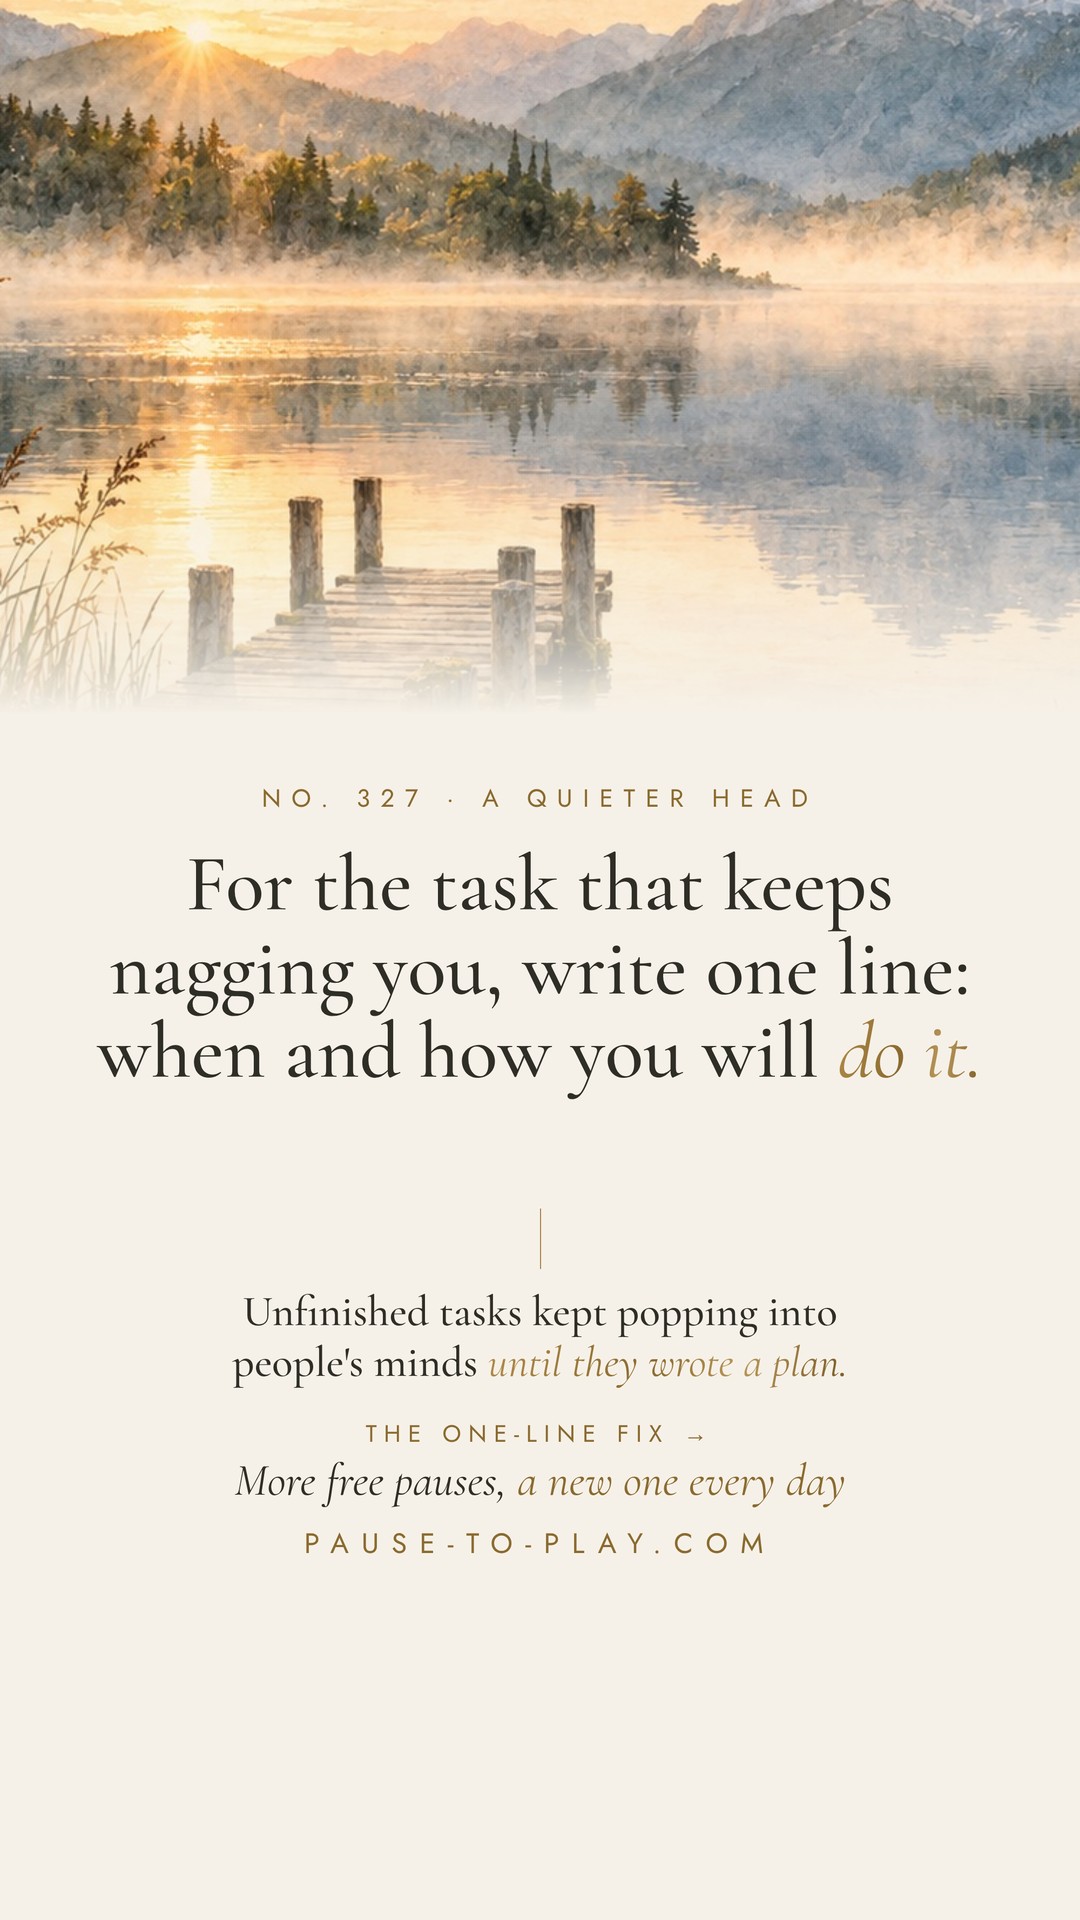 NO. 327 · A QUIETER HEAD
For the task that keeps
nagging you, write one line:
when and how you will do it.
Unfinished tasks kept popping into
people's minds until they wrote a plan.
THE ONE-LINE FIX →
More free pauses, a new one every day
PAUSE-TO-PLAY.COM